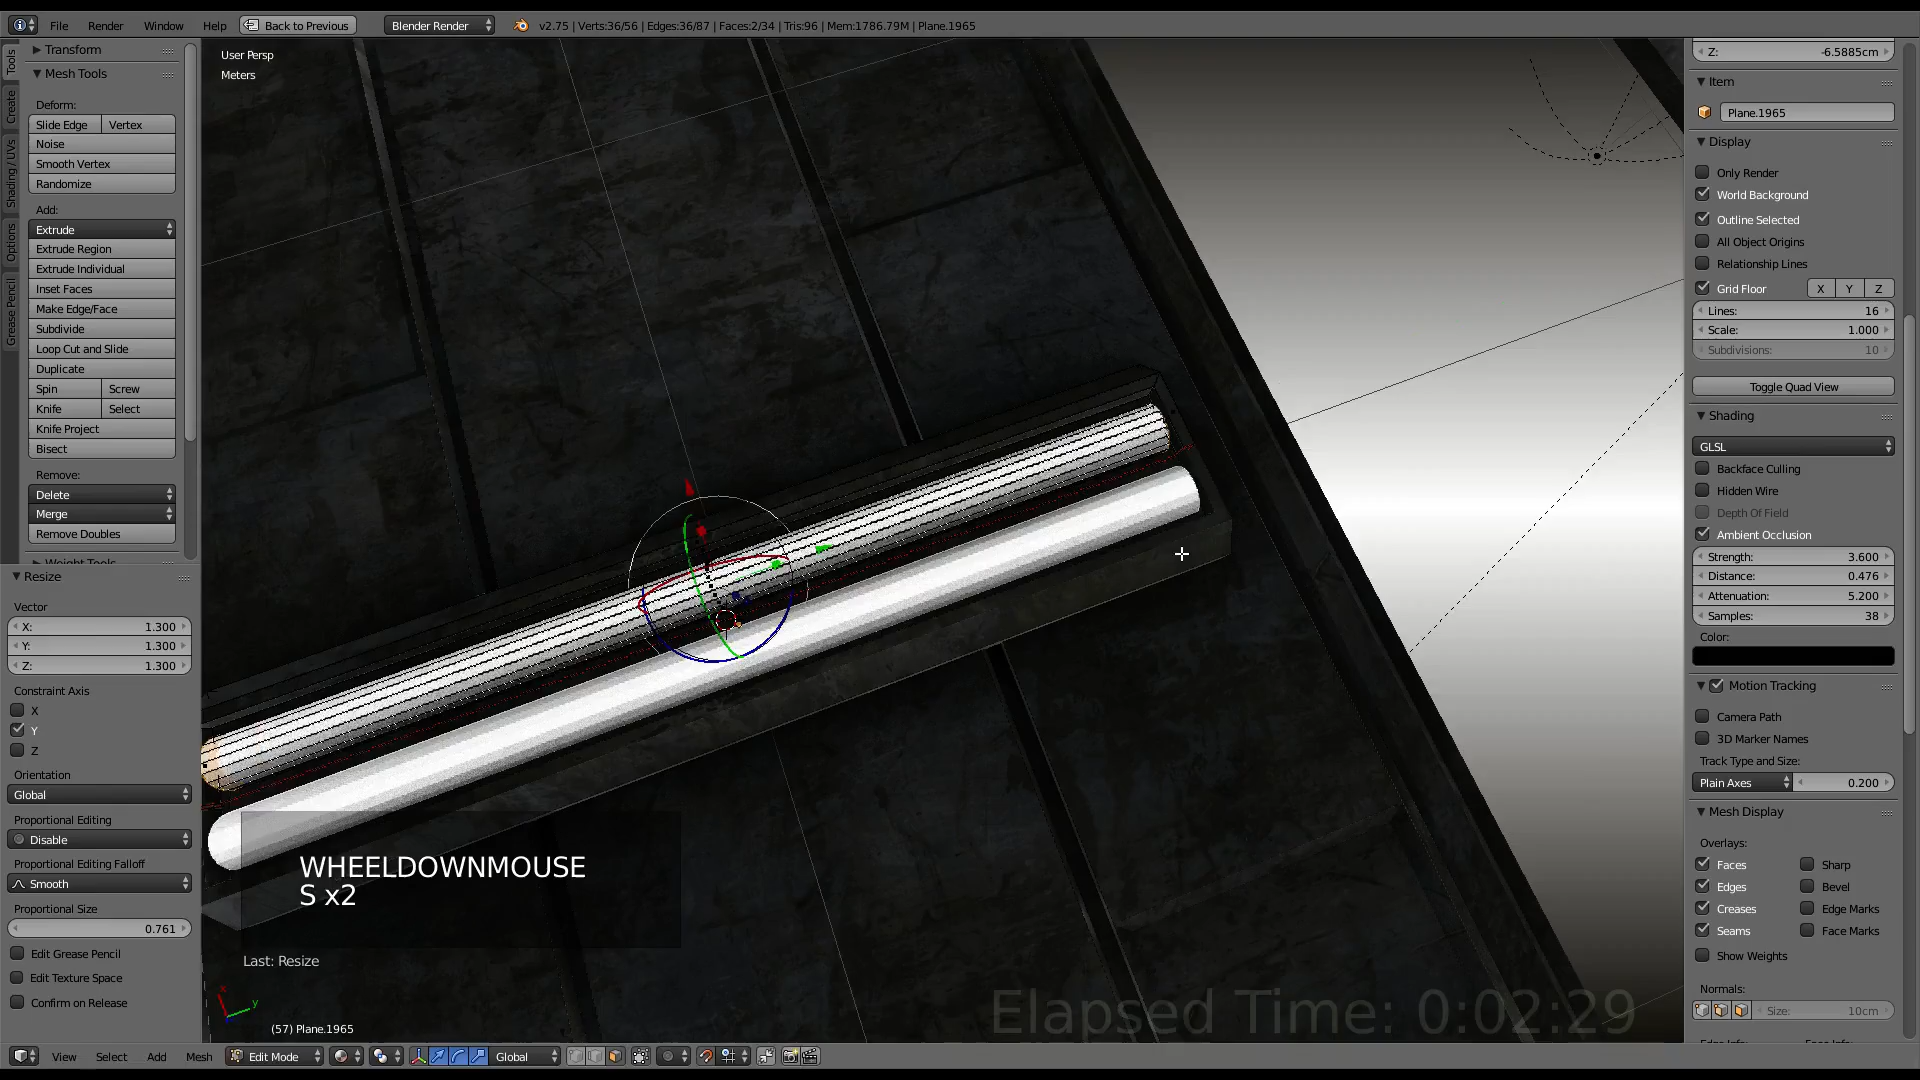 File Render Window Help Back to Previous Blender Render v2.75 | Verts:36/56 | Edges:36/87 | Faces:2/34 | Tris:96 | Mem:1786.79M | Plane.1965
Tools
Create
Shading / UVs
Options
Grease Pencil
Transform
Mesh Tools
Deform:
Slide Edge Vertex
Noise
Smooth Vertex
Randomize
Add:
Extrude
Extrude Region
Extrude Individual
Inset Faces
Make Edge/Face
Subdivide
Loop Cut and Slide
Duplicate
Spin Screw
Knife Select
Knife Project
Bisect
Remove:
Delete
Merge
Remove Doubles
Weight Tools
Resize
Vector
X: 1.300
Y: 1.300
Z: 1.300
Constraint Axis
X
Y
Z
Orientation
Global
Proportional Editing
Disable
Proportional Editing Falloff
Smooth
Proportional Size
0.761
Edit Grease Pencil
Edit Texture Space
Confirm on Release
User Persp
Meters
WHEELDOWNMOUSE
S x2
Last: Resize
x
y
(57) Plane.1965
Elapsed Time: 0:02:29
Z: -6.5885cm
Item
Plane.1965
Display
Only Render
World Background
Outline Selected
All Object Origins
Relationship Lines
Grid Floor X Y Z
Lines: 16
Scale: 1.000
Subdivisions: 10
Toggle Quad View
Shading
GLSL
Backface Culling
Hidden Wire
Depth Of Field
Ambient Occlusion
Strength: 3.600
Distance: 0.476
Attenuation: 5.200
Samples: 38
Color:
Motion Tracking
Camera Path
3D Marker Names
Track Type and Size:
Plain Axes 0.200
Mesh Display
Overlays:
Faces Sharp
Edges Bevel
Creases Edge Marks
Seams Face Marks
Show Weights
Normals:
Size: 10cm
View Select Add Mesh Edit Mode Global